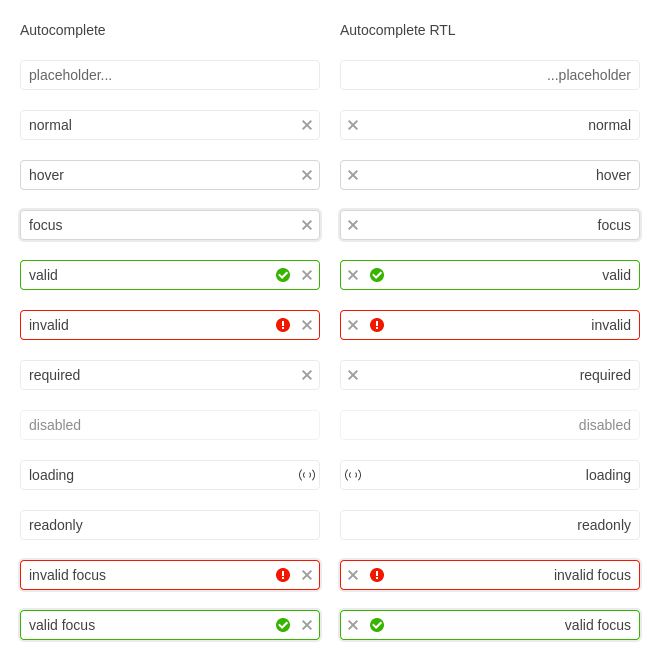 Autocomplete
placeholder...
normal
hover
focus
valid
invalid
required
disabled
loading
readonly
invalid focus
valid focus
Autocomplete RTL
...placeholder
normal
hover
focus
valid
invalid
required
disabled
loading
readonly
invalid focus
valid focus